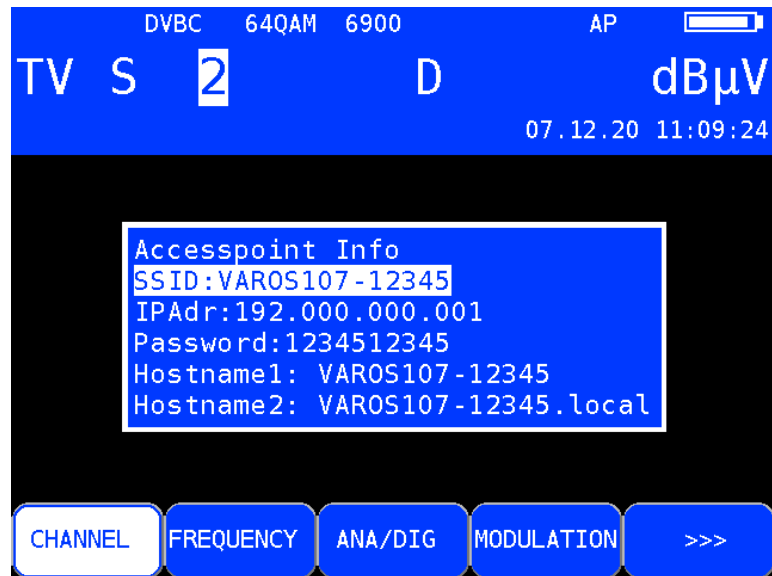 DVBC 64QAM 6900 AP
TV S 2 D dBµV
07.12.20 11:09:24
Accesspoint Info
SSID:VAROS107-12345
IPAdr:192.000.000.001
Password:1234512345
Hostname1: VAROS107-12345
Hostname2: VAROS107-12345.local
CHANNEL FREQUENCY ANA/DIG MODULATION >>>